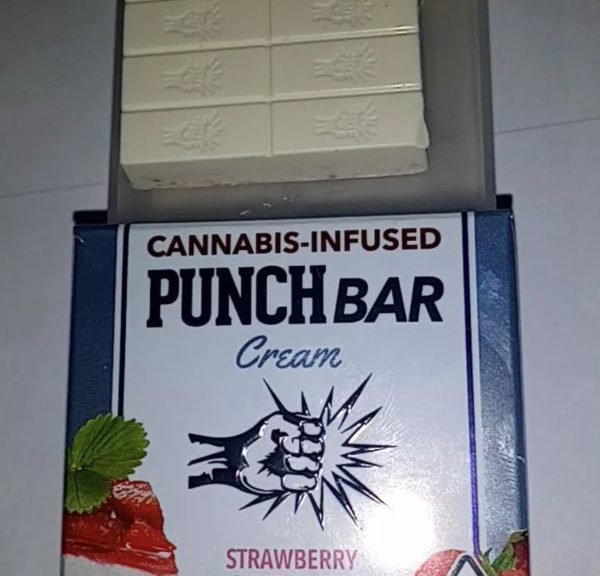 CANNABIS-INFUSED
PUNCH BAR
Cream
STRAWBERRY